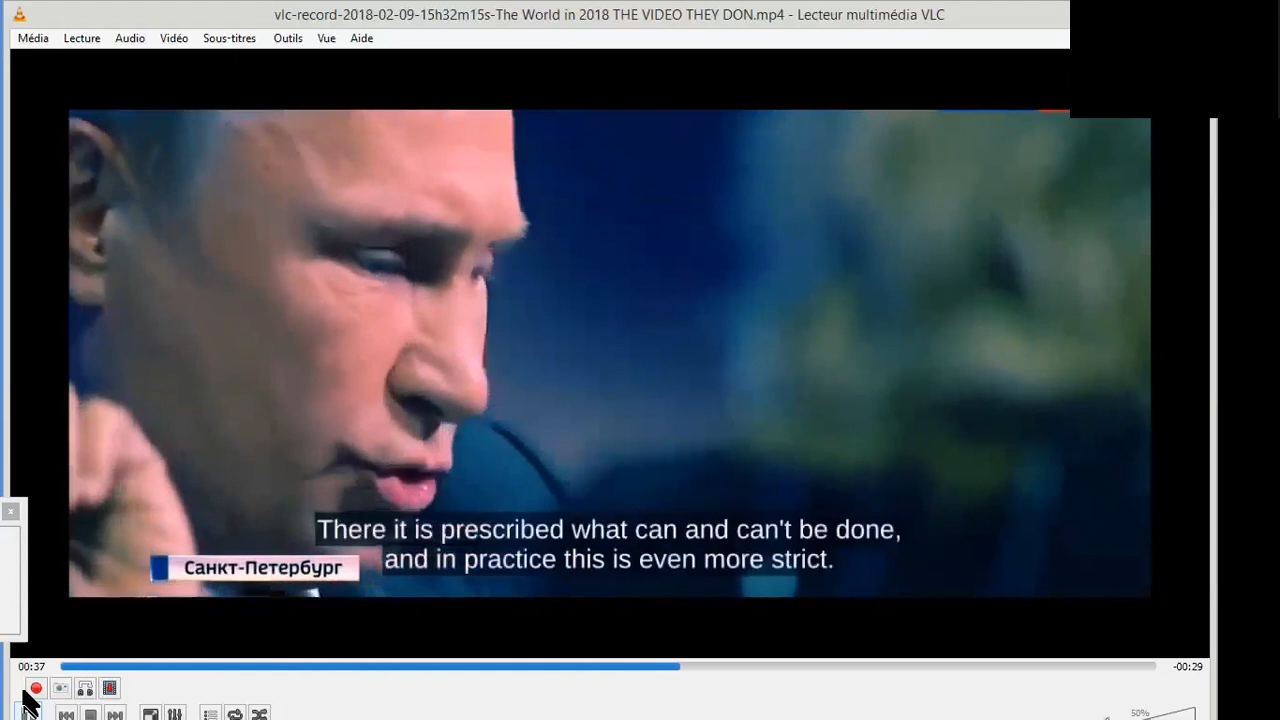 vlc-record-2018-02-09-15h32m15s-The World in 2018 THE VIDEO THEY DON.mp4 - Lecteur multimédia VLC
Média Lecture Audio Vidéo Sous-titres Outils Vue Aide
There it is prescribed what can and can't be done,
and in practice this is even more strict.
Санкт-Петербург
00:37 -00:29
50%